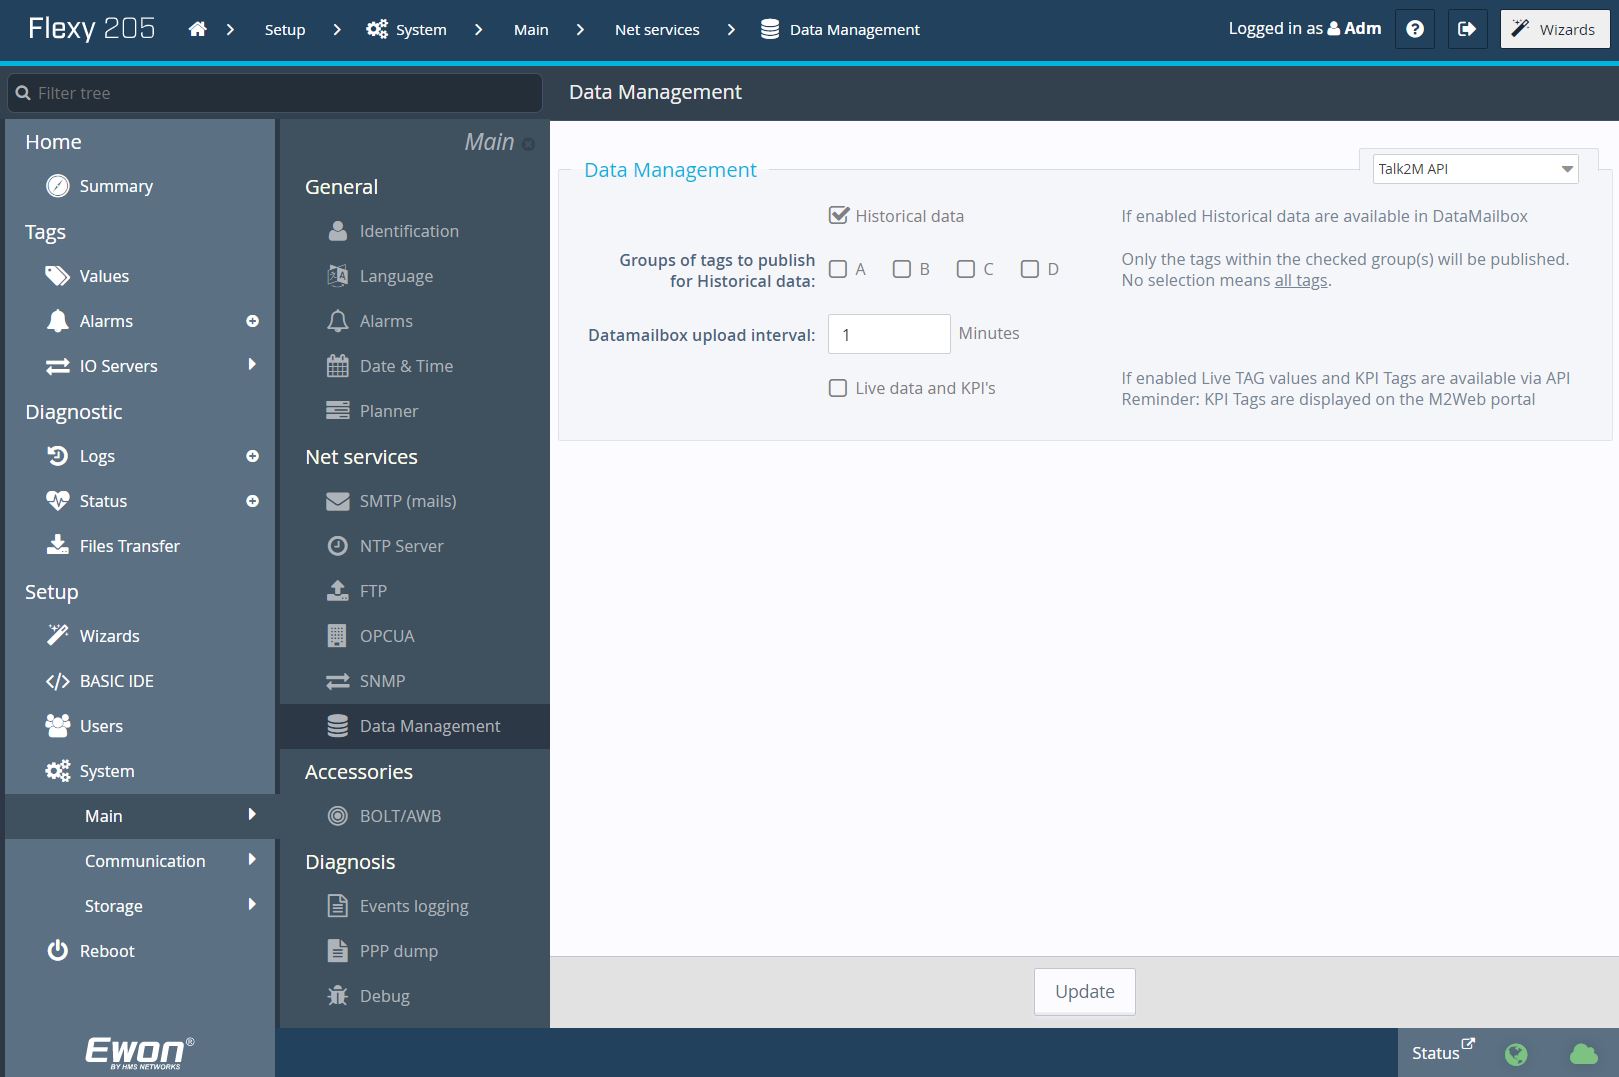 Flexy 205
Setup
System
Main
Net services
Data Management
Logged in as Adm
Wizards
Filter tree
Data Management
Home
Summary
Tags
Values
Alarms
IO Servers
Diagnostic
Logs
Status
Files Transfer
Setup
Wizards
BASIC IDE
Users
System
Main
Communication
Storage
Reboot
Ewon®
BY HMS NETWORKS
Main
General
Identification
Language
Alarms
Date & Time
Planner
Net services
SMTP (mails)
NTP Server
FTP
OPCUA
SNMP
Data Management
Accessories
BOLT/AWB
Diagnosis
Events logging
PPP dump
Debug
Data Management
Talk2M API
Historical data
If enabled Historical data are available in DataMailbox
Groups of tags to publish
for Historical data:
A B C D
Only the tags within the checked group(s) will be published.
No selection means all tags.
Datamailbox upload interval: 1 Minutes
Live data and KPI's
If enabled Live TAG values and KPI Tags are available via API
Reminder: KPI Tags are displayed on the M2Web portal
Update
Status